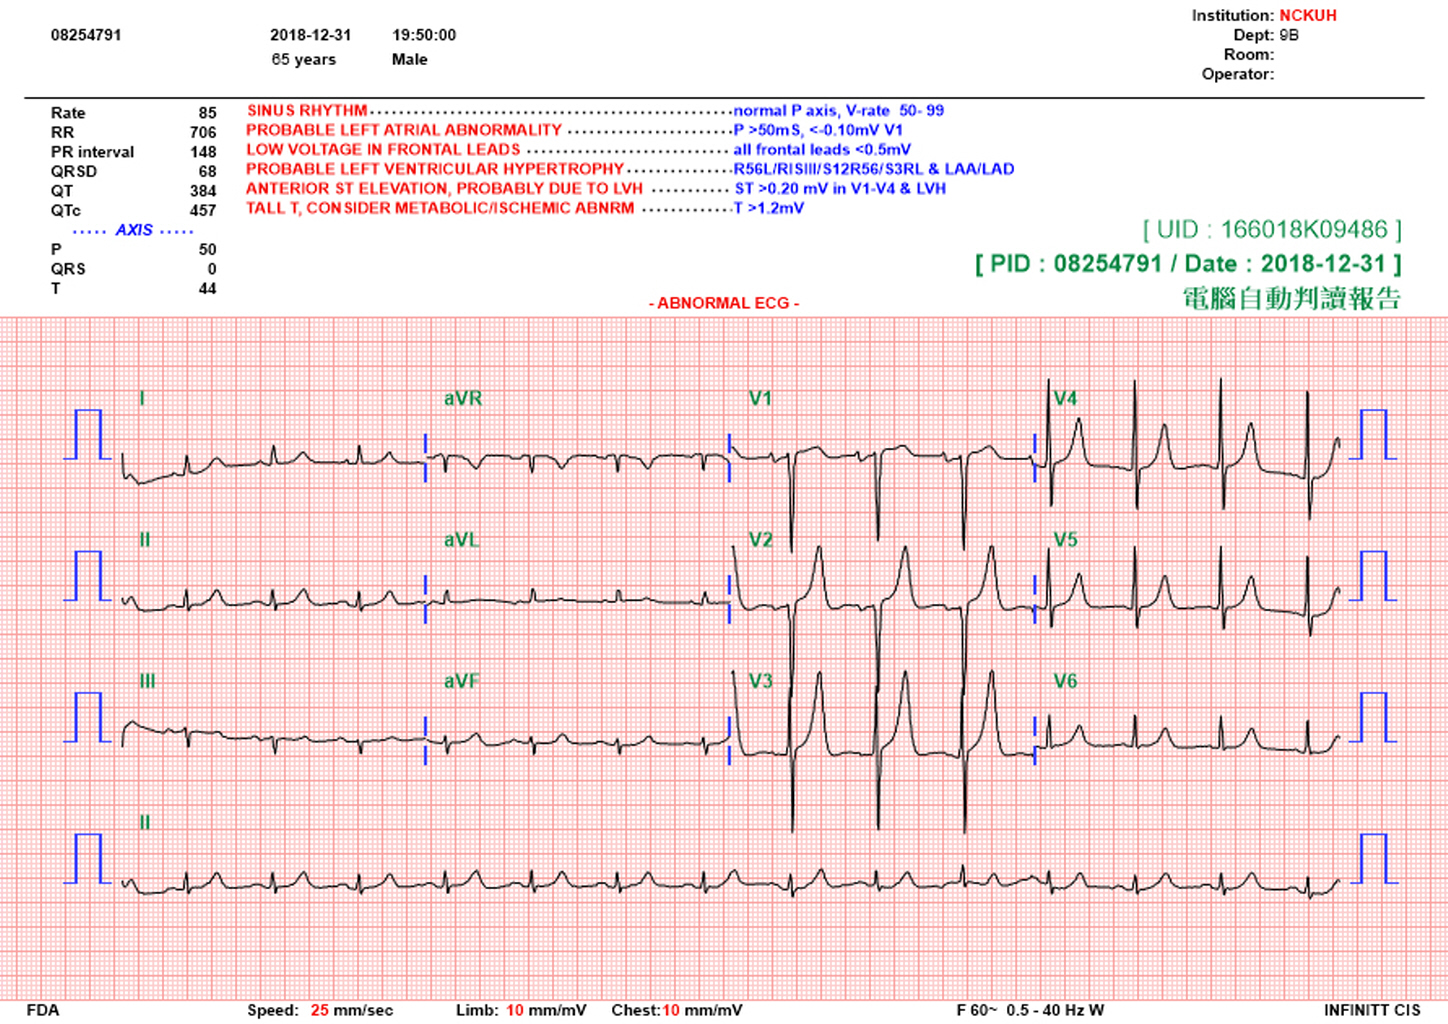 Institution: NCKUH
08254791 2018-12-31 19:50:00 Dept: 9B
65 years Male Room:
Operator:
Rate 85 SINUS RHYTHM normal P axis, V-rate 50- 99
RR 706 PROBABLE LEFT ATRIAL ABNORMALITY P >50mS, <-0.10mV V1
PR interval 148 LOW VOLTAGE IN FRONTAL LEADS all frontal leads <0.5mV
QRSD 68 PROBABLE LEFT VENTRICULAR HYPERTROPHY R56L/RISIII/S12R56/S3RL & LAA/LAD
QT 384 ANTERIOR ST ELEVATION, PROBABLY DUE TO LVH ST >0.20 mV in V1-V4 & LVH
QTc 457 TALL T, CONSIDER METABOLIC/ISCHEMIC ABNRM T >1.2mV
····· AXIS ·····
P 50
QRS 0
T 44
[ UID : 166018K09486 ]
[ PID : 08254791 / Date : 2018-12-31 ]
電腦自動判讀報告
- ABNORMAL ECG -
I aVR V1 V4
II aVL V2 V5
III aVF V3 V6
II
FDA Speed: 25 mm/sec Limb: 10 mm/mV Chest:10 mm/mV F 60~ 0.5 - 40 Hz W INFINITT CIS